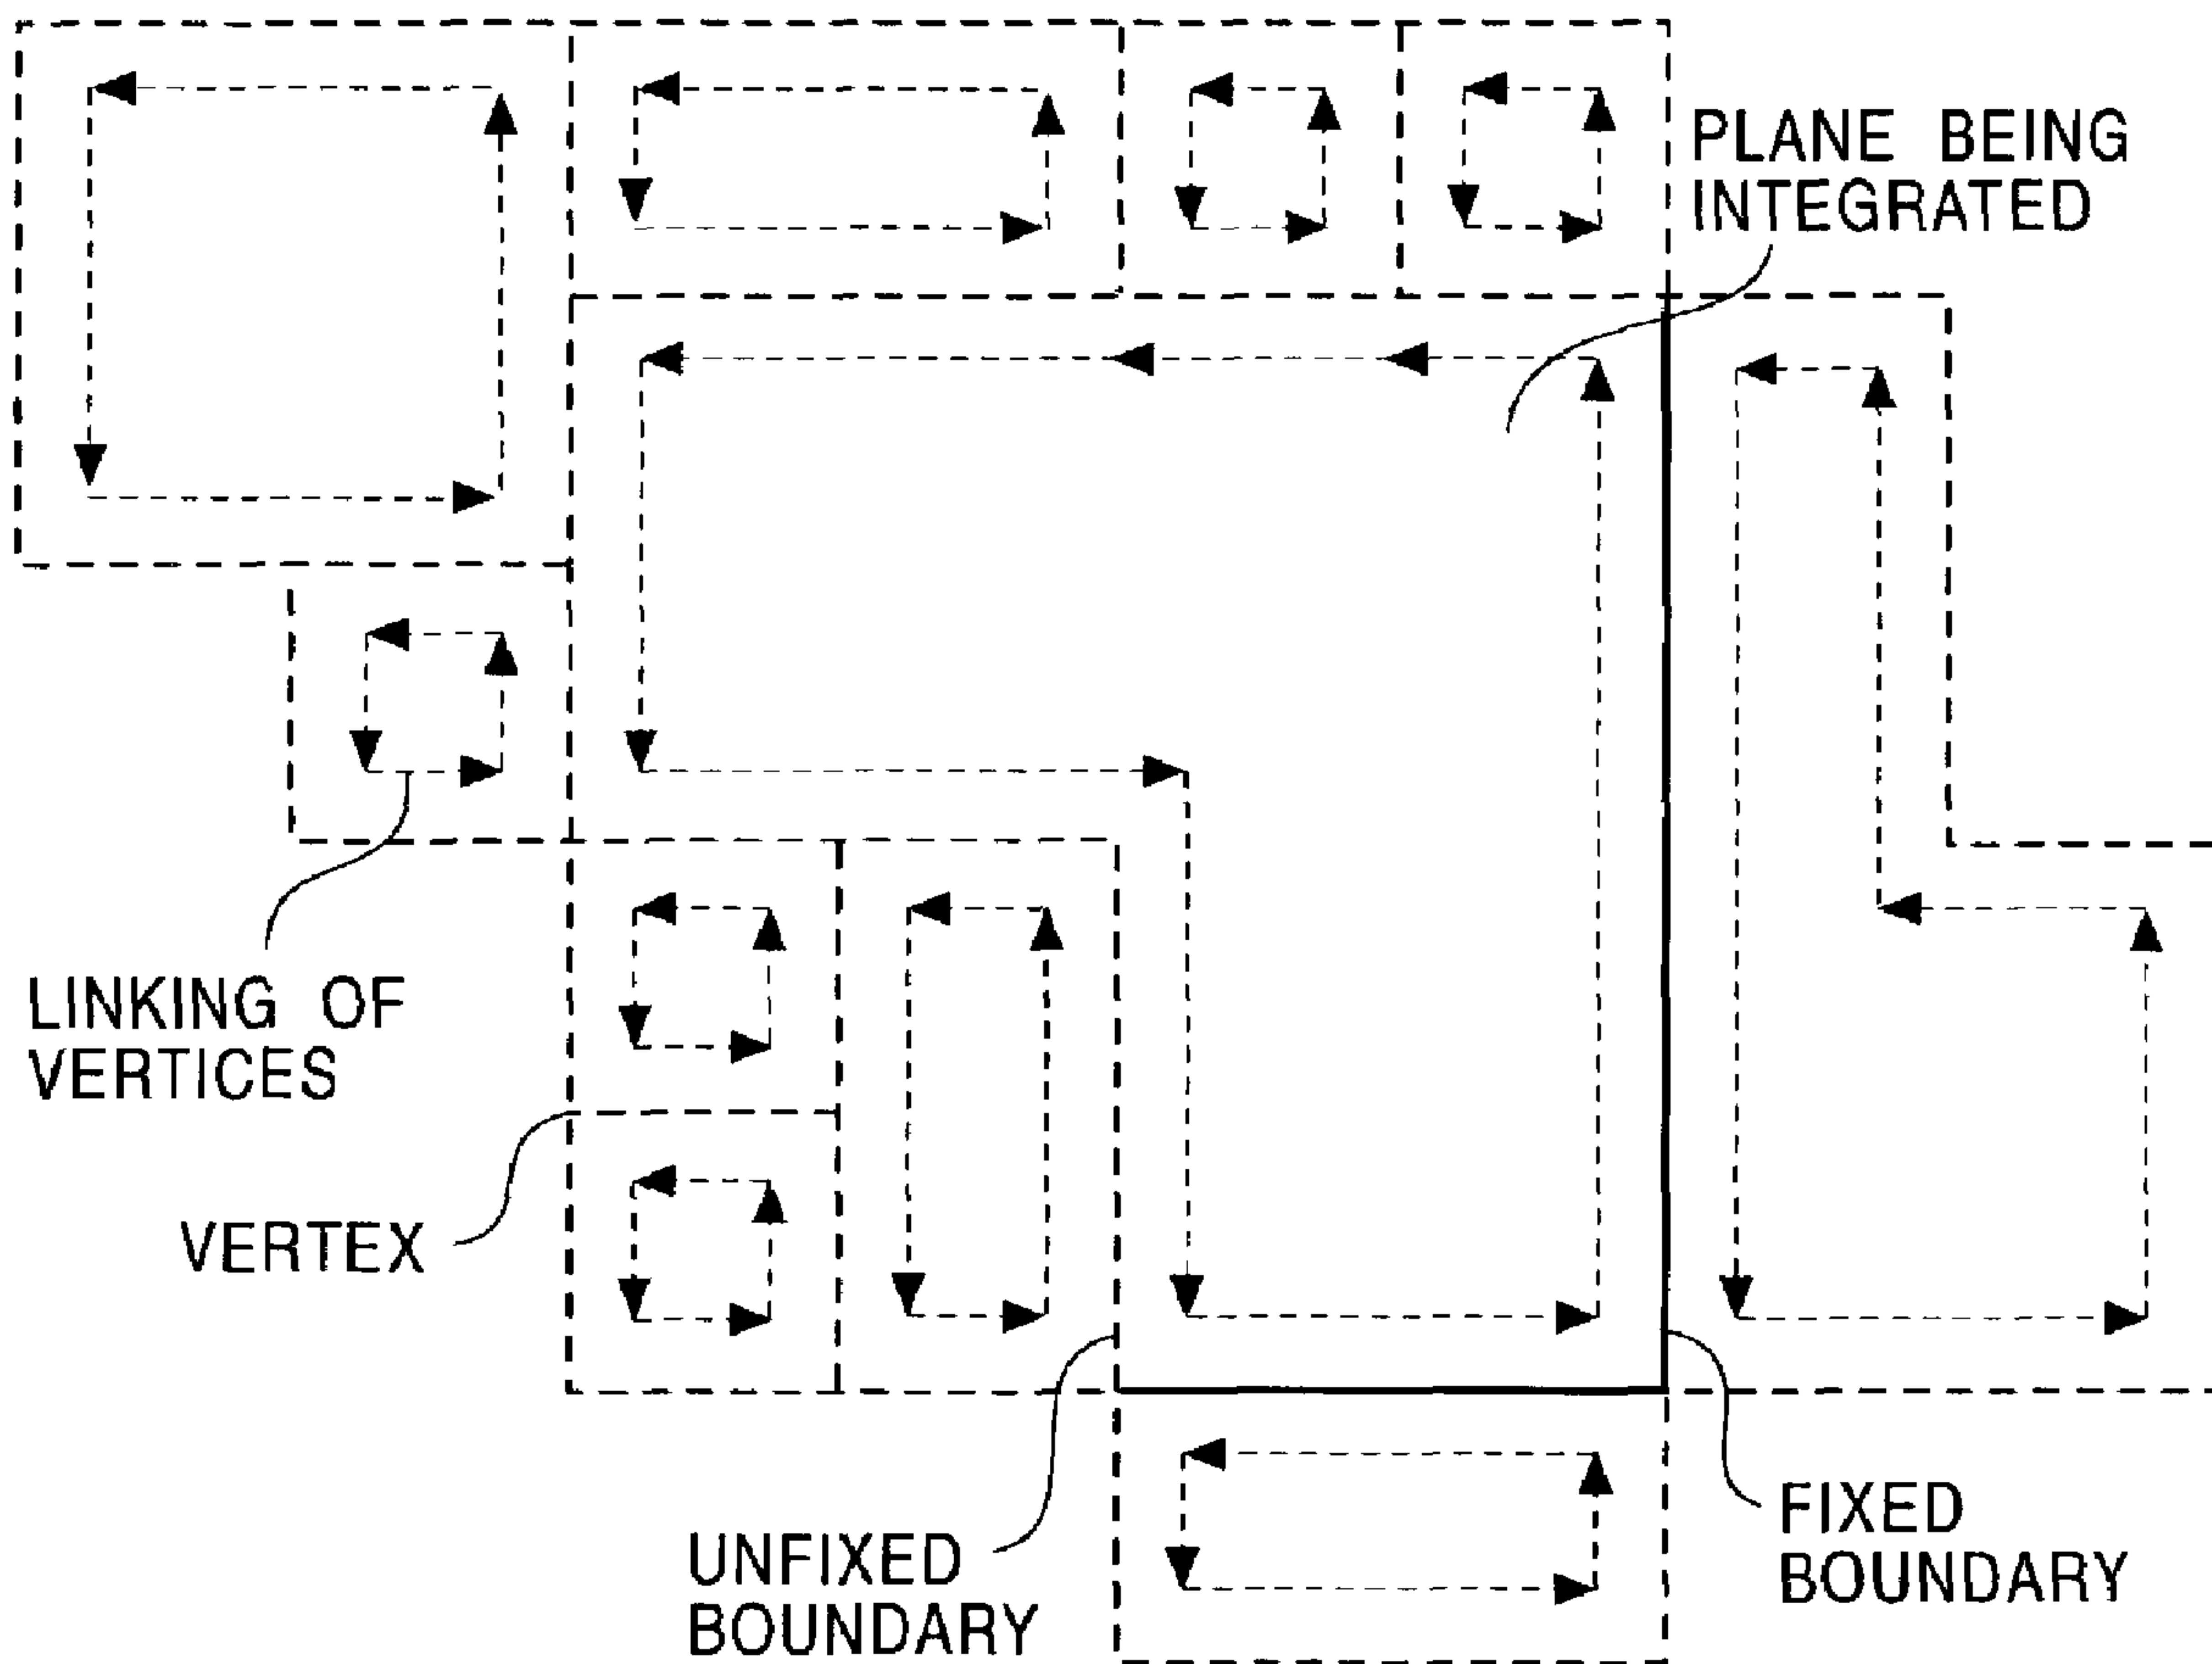 PLANE BEING
INTEGRATED
LINKING OF
VERTICES
VERTEX
UNFIXED
BOUNDARY
FIXED
BOUNDARY